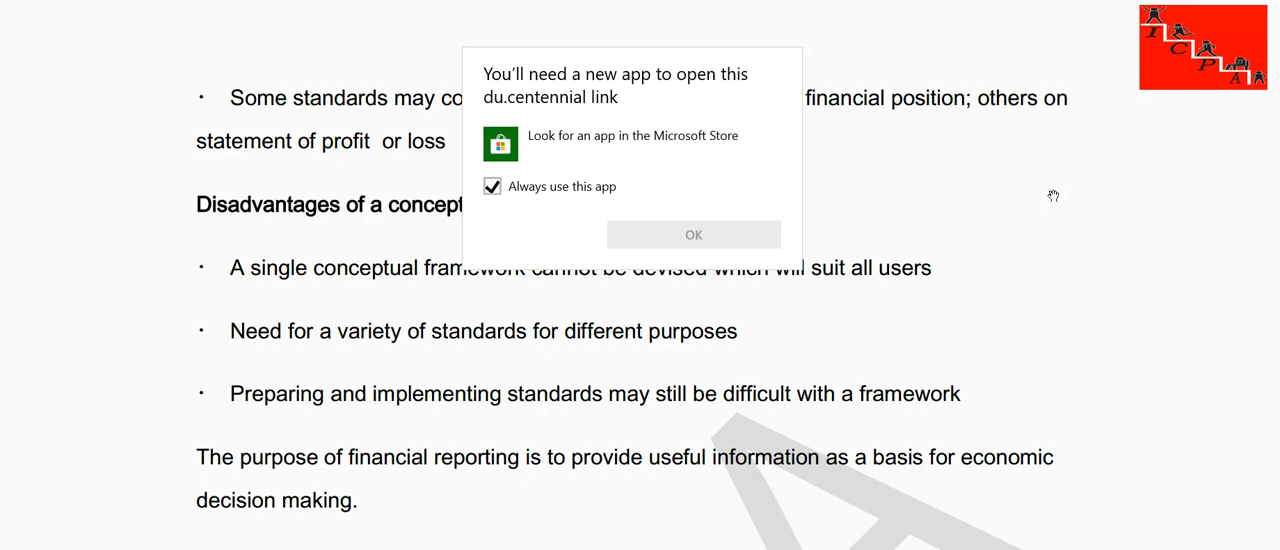 I C P A
You'll need a new app to open this
du.centennial link
Look for an app in the Microsoft Store
Always use this app
OK
· Some standards may co financial position; others on
statement of profit or loss
Disadvantages of a concept
· A single conceptual framework cannot be devised which will suit all users
· Need for a variety of standards for different purposes
· Preparing and implementing standards may still be difficult with a framework
The purpose of financial reporting is to provide useful information as a basis for economic
decision making.